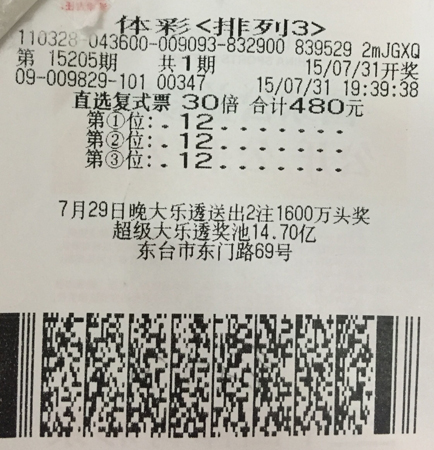 体彩<排列3>
110328-043600-009093-832900 839529 2mJGXQ
第 15205期 共1期 15/07/31开奖
09-009829-101 00347 15/07/31 19:39:38
直选复式票 30倍 合计480元
第①位:.12.......
第②位:.12.......
第③位:.12.......
7月29日晚大乐透送出2注1600万头奖
超级大乐透奖池14.70亿
东台市东门路69号